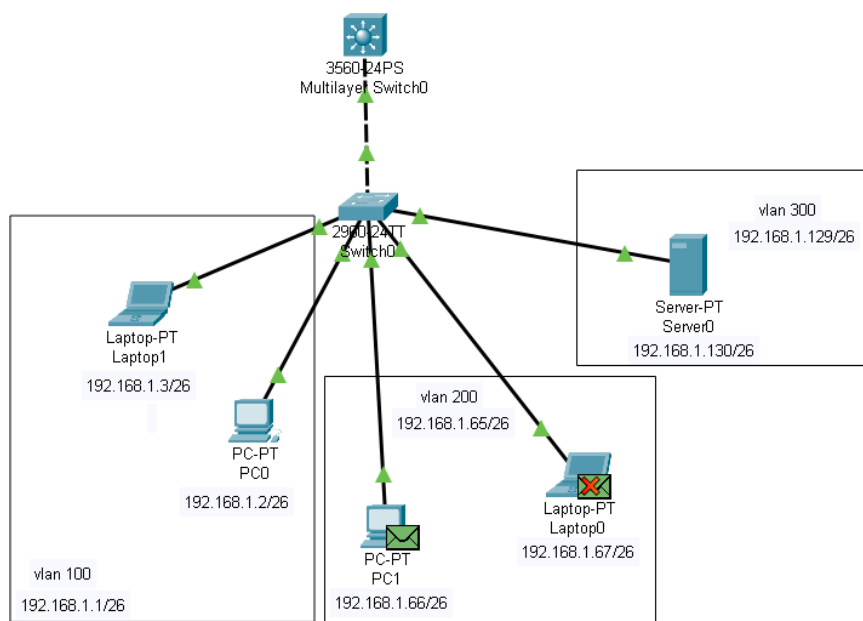 3560-24PS
Multilayer Switch0
2960-24TT
Switch0
vlan 300
192.168.1.129/26
Server-PT
Server0
192.168.1.130/26
Laptop-PT
Laptop1
192.168.1.3/26
PC-PT
PC0
192.168.1.2/26
vlan 100
192.168.1.1/26
vlan 200
192.168.1.65/26
PC-PT
PC1
192.168.1.66/26
Laptop-PT
Laptop0
192.168.1.67/26